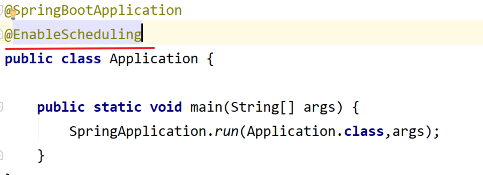 @SpringBootApplication
@EnableScheduling
public class Application {
public static void main(String[] args) {
SpringApplication.run(Application.class,args);
}